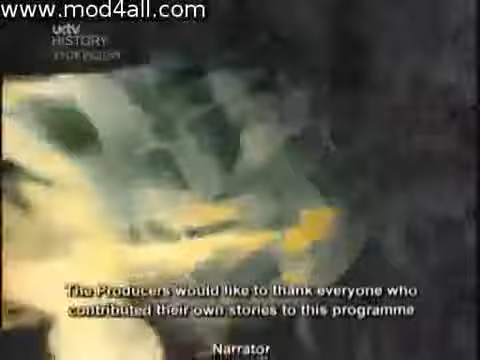 www.mod4all.com
uktv
HISTORY
The Producers would like to thank everyone who
contributed their own stories to this programme
Narrator